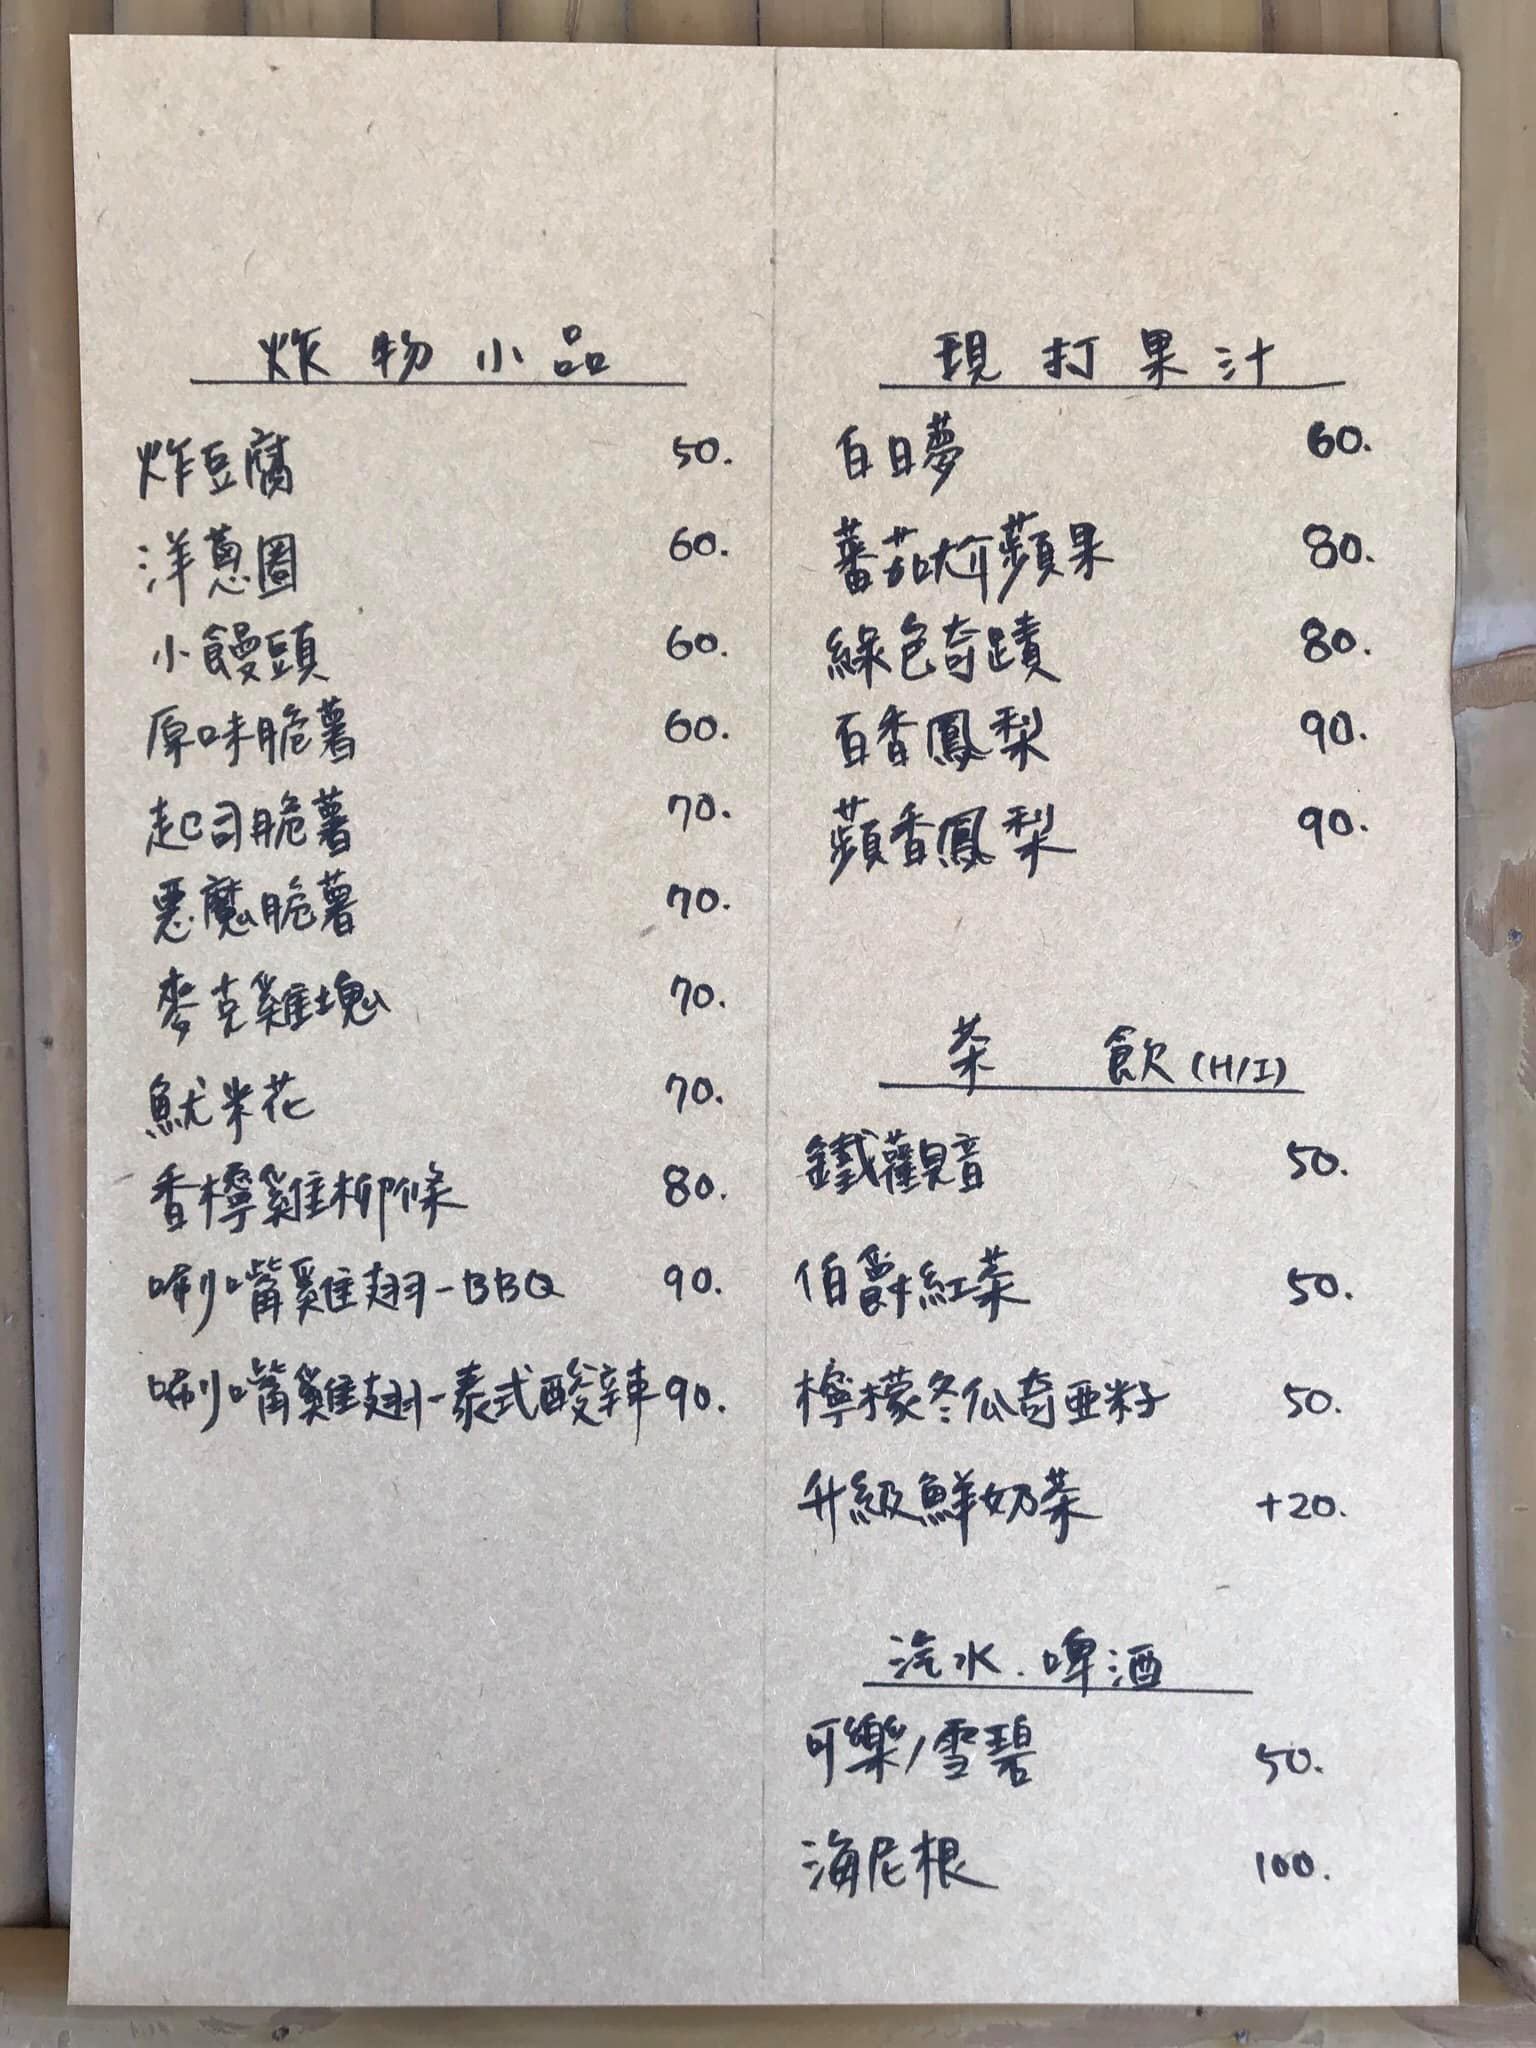 炸物小品
炸豆腐 50.
洋蔥圈 60.
小饅頭 60.
原味脆薯 60.
起司脆薯 70.
惡魔脆薯 70.
麥克雞塊 70.
魷米花 70.
香檸雞柳條 80.
唰嘴雞翅-BBQ 90.
唰嘴雞翅-泰式酸辣 90.
現打果汁
白日夢 60.
蕃茄尬蘋果 80.
綠色奇蹟 80.
百香鳳梨 90.
蘋香鳳梨 90.
茶飲(H/I)
鐵觀音 50.
伯爵紅茶 50.
檸檬冬瓜奇亞籽 50.
升級鮮奶茶 +20.
汽水.啤酒
可樂/雪碧 50.
海尼根 100.